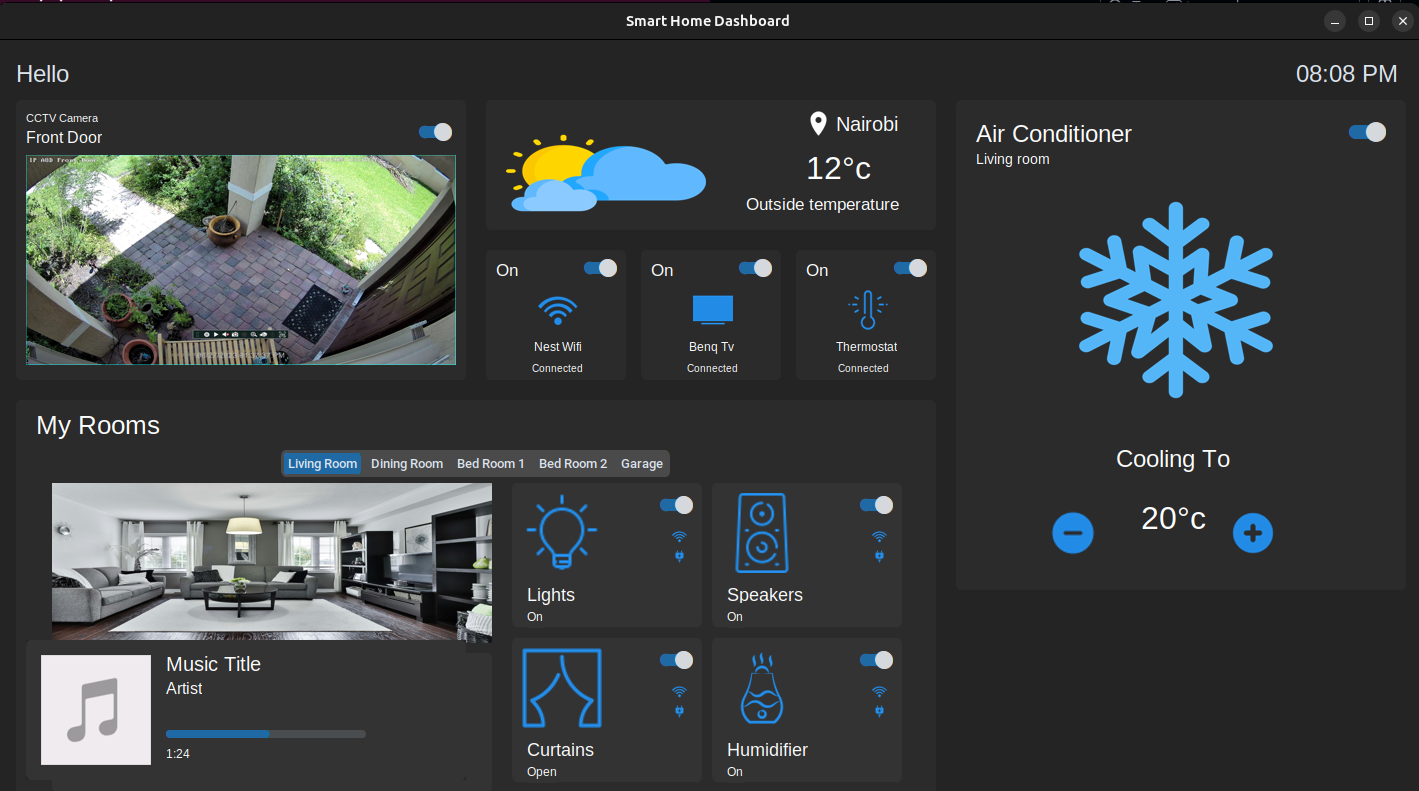 Smart Home Dashboard
Hello
08:08 PM
CCTV Camera
Front Door
Nairobi
12°c
Outside temperature
On
On
On
Nest Wifi
Benq Tv
Thermostat
Connected
Connected
Connected
Air Conditioner
Living room
Cooling To
20°c
My Rooms
Living Room
Dining Room
Bed Room 1
Bed Room 2
Garage
Lights
On
Speakers
On
Music Title
Artist
1:24
Curtains
Open
Humidifier
On